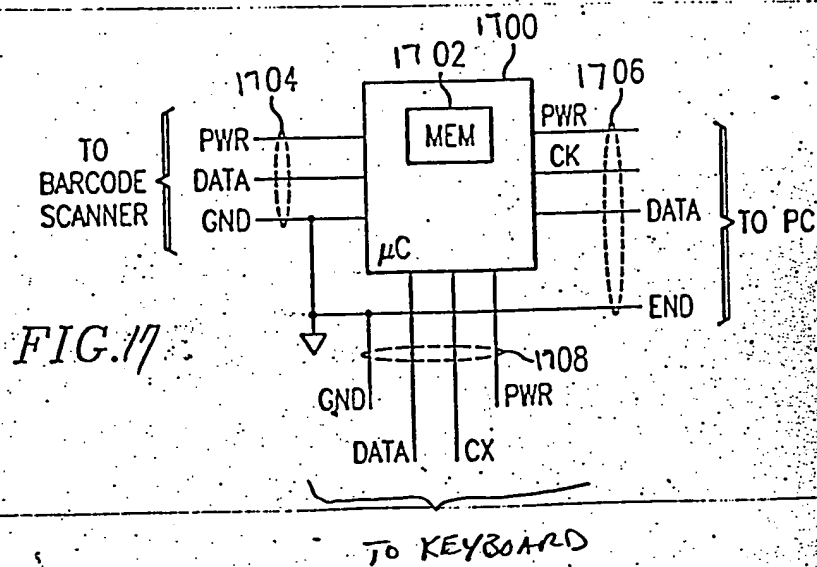 1700
1702
1704
1706
PWR
MEM
PWR
CK
TO
BARCODE
SCANNER
DATA
DATA
TO PC
GND
μC
END
FIG.17
1708
GND
PWR
DATA
CX
TO KEYBOARD